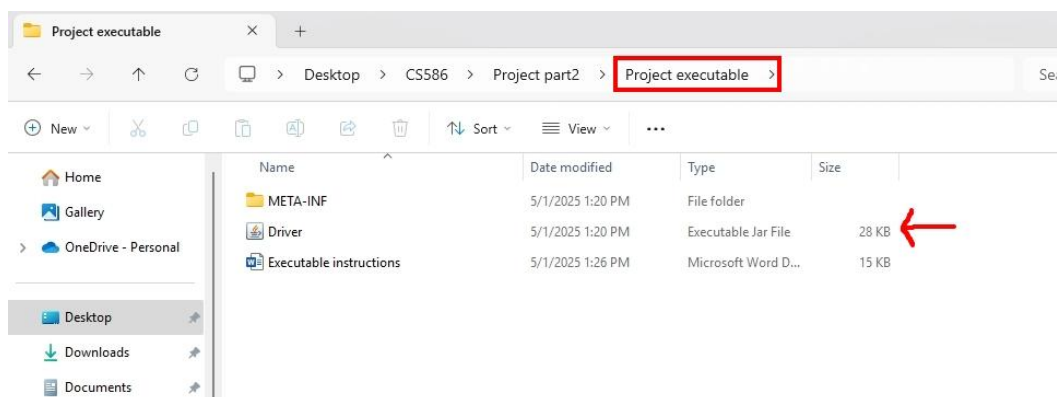 Project executable
Desktop > CS586 > Project part2 > Project executable >
Sea
New
Sort
View
Name Date modified Type Size
Home
Gallery
OneDrive - Personal
Desktop
Downloads
Documents
META-INF 5/1/2025 1:20 PM File folder
Driver 5/1/2025 1:20 PM Executable Jar File 28 KB
Executable instructions 5/1/2025 1:26 PM Microsoft Word D... 15 KB